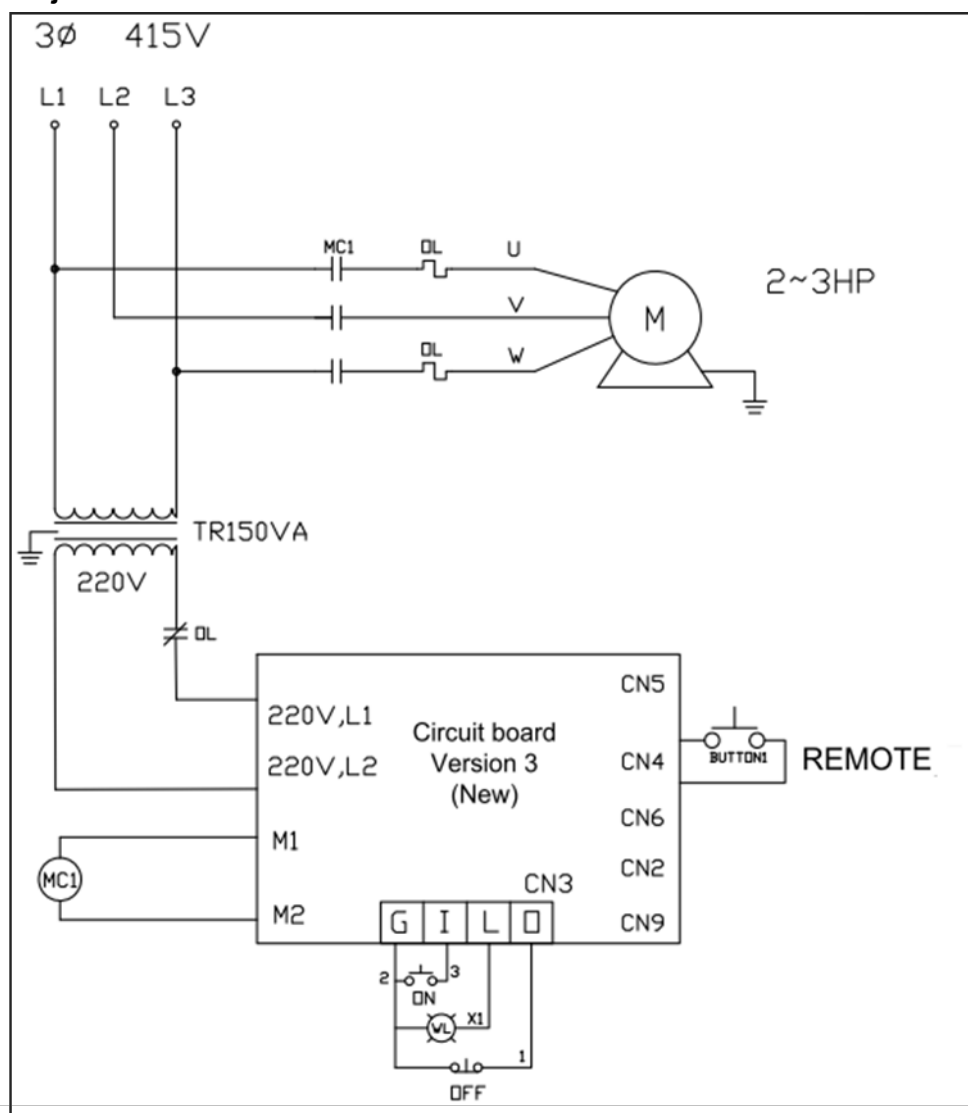 3Ø 415V
L1 L2 L3
MC1 OL U
V
OL W
M
2~3HP
TR150VA
220V
OL
220V,L1
220V,L2
M1
M2
MC1
Circuit board
Version 3
(New)
CN5
CN4
CN6
CN2
CN9
CN3
BUTTON1
REMOTE
G I L O
2 3
ON
WL X1
1
OFF